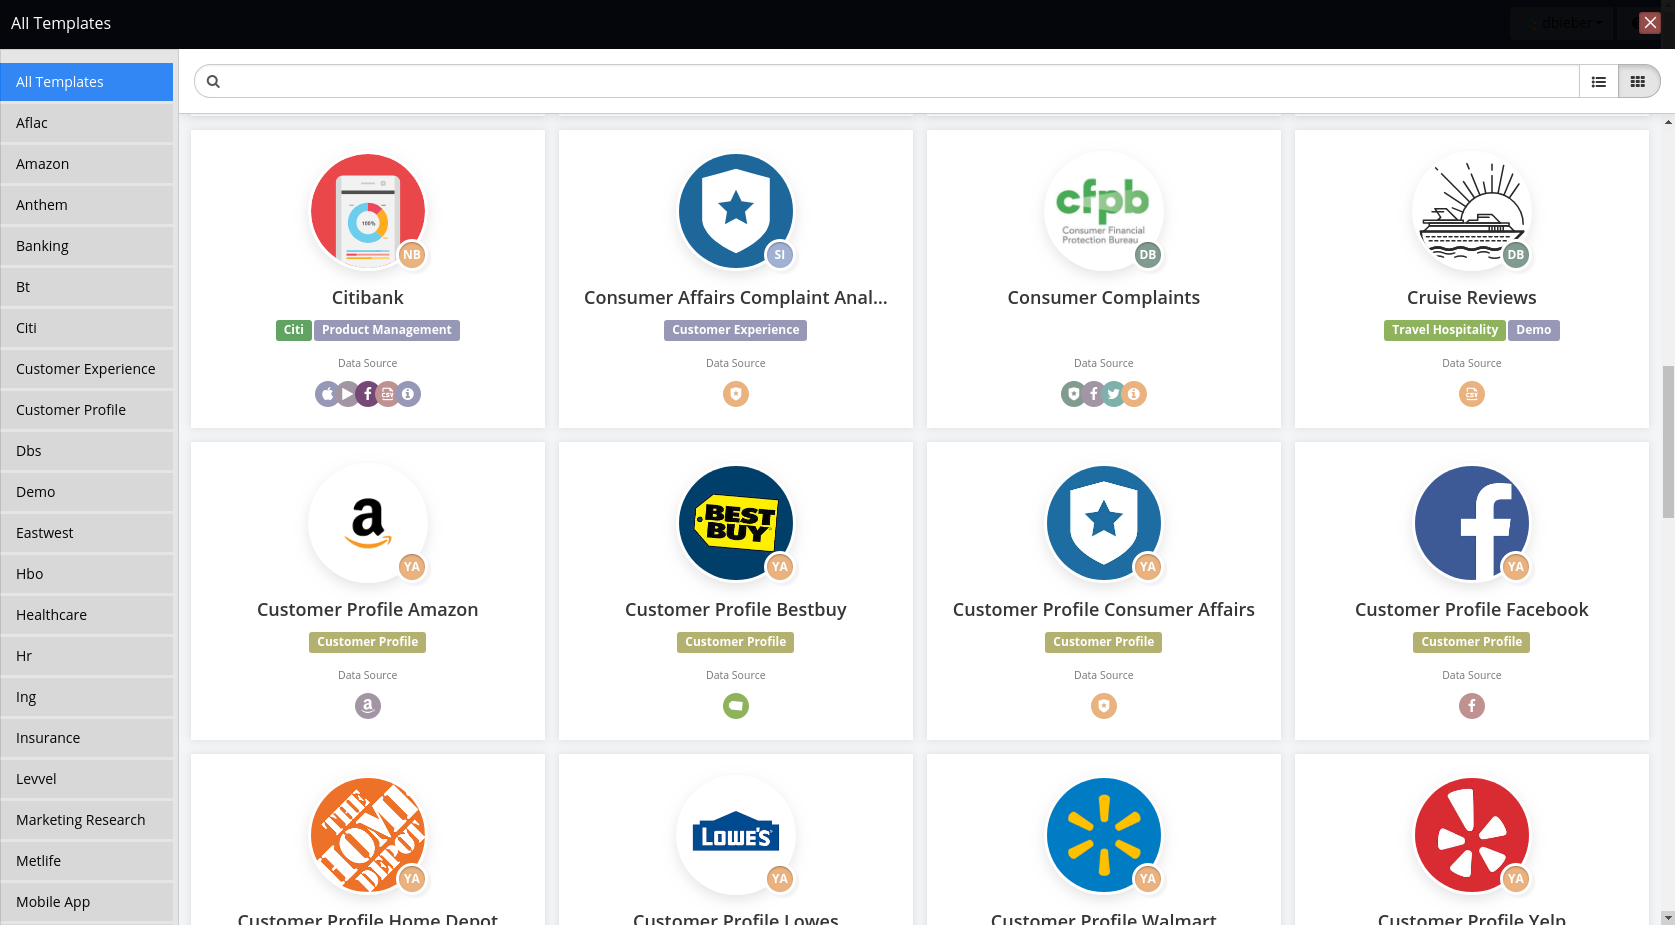 All Templates
dbieber
All Templates
Aflac
Amazon
Anthem
Banking
Bt
Citi
Customer Experience
Customer Profile
Dbs
Demo
Eastwest
Hbo
Healthcare
Hr
Ing
Insurance
Levvel
Marketing Research
Metlife
Mobile App
100%
NB
Citibank
Citi Product Management
Data Source
CSV
SI
Consumer Affairs Complaint Anal...
Customer Experience
Data Source
cfpb
Consumer Financial
Protection Bureau
DB
Consumer Complaints
Data Source
DB
Cruise Reviews
Travel Hospitality Demo
Data Source
CSV
a
YA
Customer Profile Amazon
Customer Profile
Data Source
a
BEST
BUY
YA
Customer Profile Bestbuy
Customer Profile
Data Source
YA
Customer Profile Consumer Affairs
Customer Profile
Data Source
f
YA
Customer Profile Facebook
Customer Profile
Data Source
f
THE
HOME
DEPOT
YA
Customer Profile Home Depot
LOWE'S
YA
Customer Profile Lowes
YA
Customer Profile Walmart
YA
Customer Profile Yelp